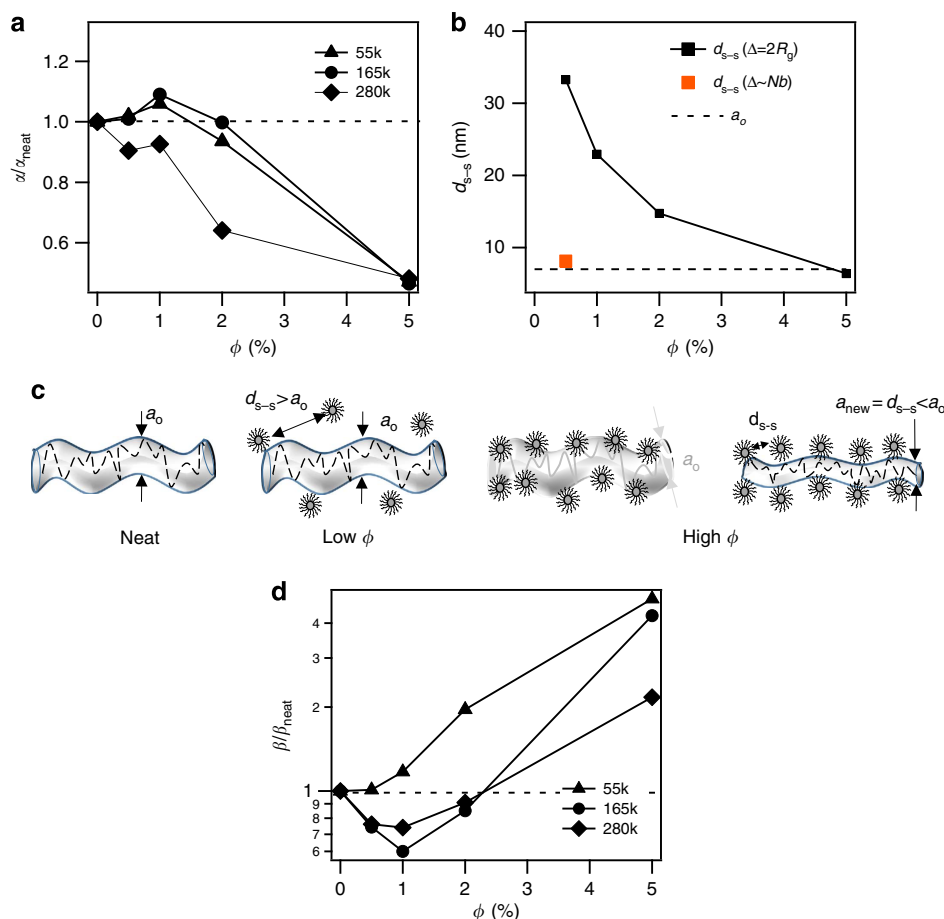 a
1.2
1.0
0.8
0.6
α/α_neat
55k
165k
280k
0 1 2 3 4 5
ϕ (%)
b
40
30
20
10
0
d_s–s (nm)
d_s–s (Δ=2R_g)
d_s–s (Δ~Nb)
a_o
0 1 2 3 4 5
ϕ (%)
c
a_o
Neat
d_s–s>a_o
a_o
Low ϕ
a_o
d_s-s
a_new = d_s–s<a_o
High ϕ
d
4
3
2
1
9
8
7
6
β/β_neat
55k
165k
280k
0 1 2 3 4 5
ϕ (%)